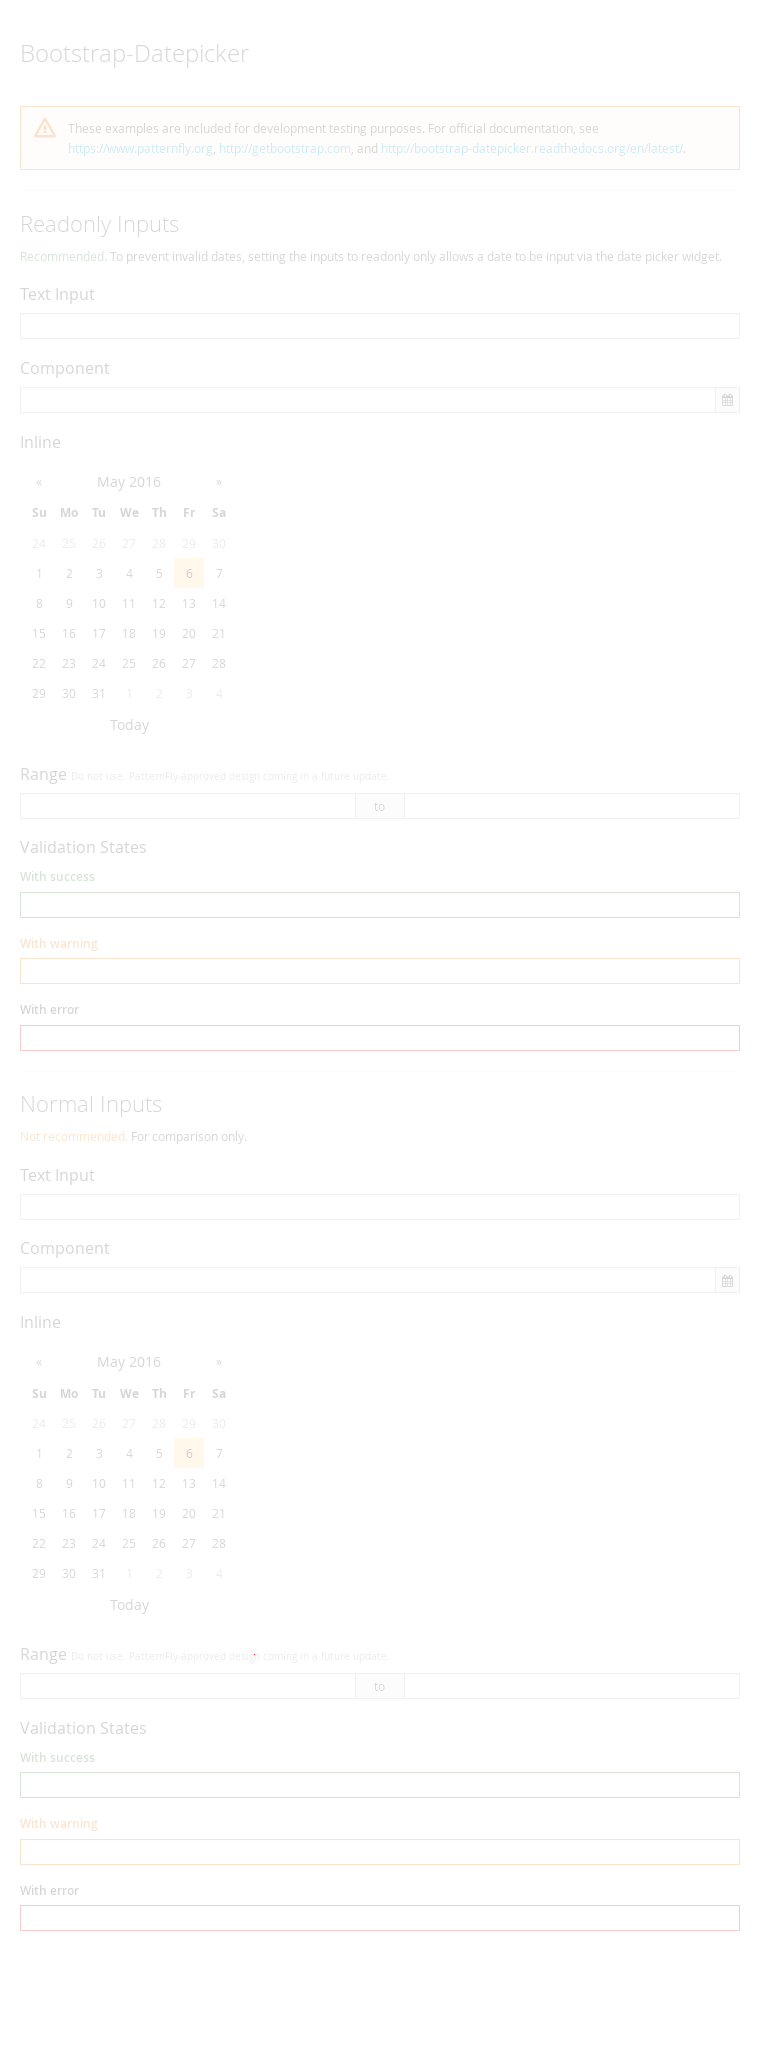 Bootstrap-Datepicker
These examples are included for development testing purposes. For official documentation, see
https://www.patternfly.org, http://getbootstrap.com, and http://bootstrap-datepicker.readthedocs.org/en/latest/.
Readonly Inputs
Recommended. To prevent invalid dates, setting the inputs to readonly only allows a date to be input via the date picker widget.
Text Input
Component
Inline
« May 2016 »
Su Mo Tu We Th Fr Sa
24 25 26 27 28 29 30
1 2 3 4 5 6 7
8 9 10 11 12 13 14
15 16 17 18 19 20 21
22 23 24 25 26 27 28
29 30 31 1 2 3 4
Today
Range Do not use. PatternFly-approved design coming in a future update.
to
Validation States
With success
With warning
With error
Normal Inputs
Not recommended. For comparison only.
Text Input
Component
Inline
« May 2016 »
Su Mo Tu We Th Fr Sa
24 25 26 27 28 29 30
1 2 3 4 5 6 7
8 9 10 11 12 13 14
15 16 17 18 19 20 21
22 23 24 25 26 27 28
29 30 31 1 2 3 4
Today
Range Do not use. PatternFly-approved design coming in a future update.
to
Validation States
With success
With warning
With error